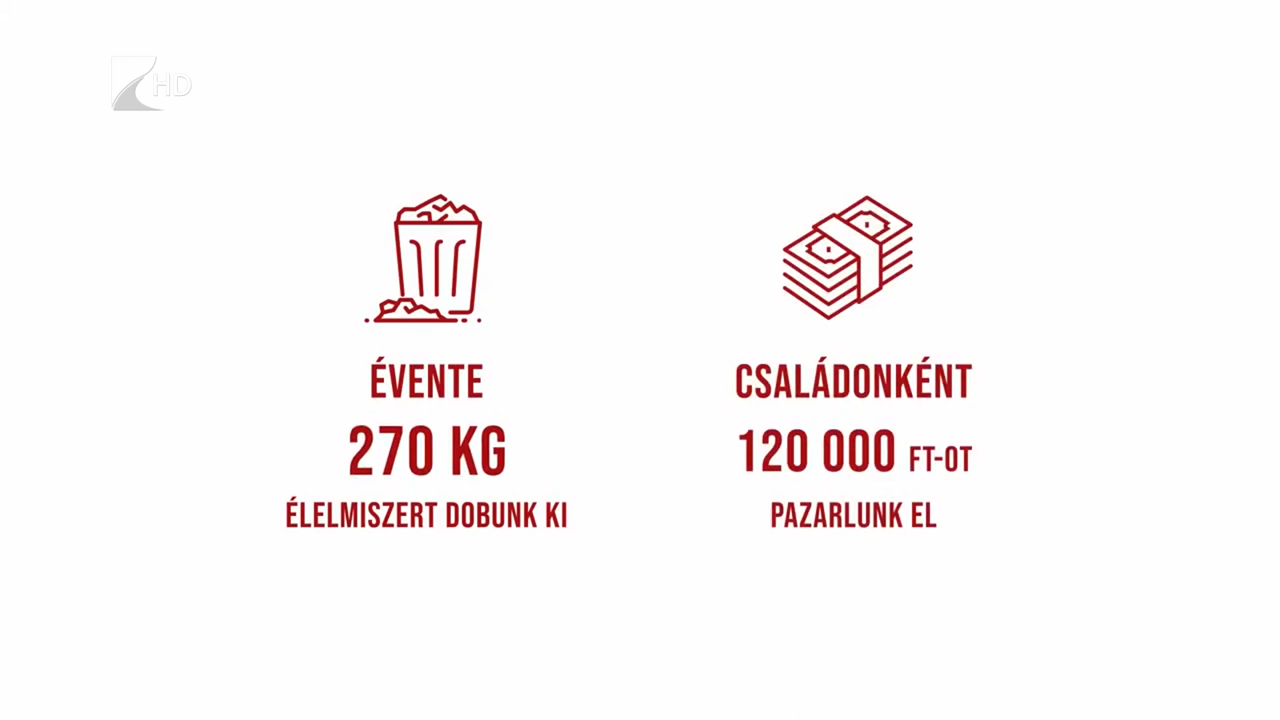 HD
ÉVENTE
270 KG
ÉLELMISZERT DOBUNK KI
CSALÁDONKÉNT
120 000 FT-OT
PAZARLUNK EL